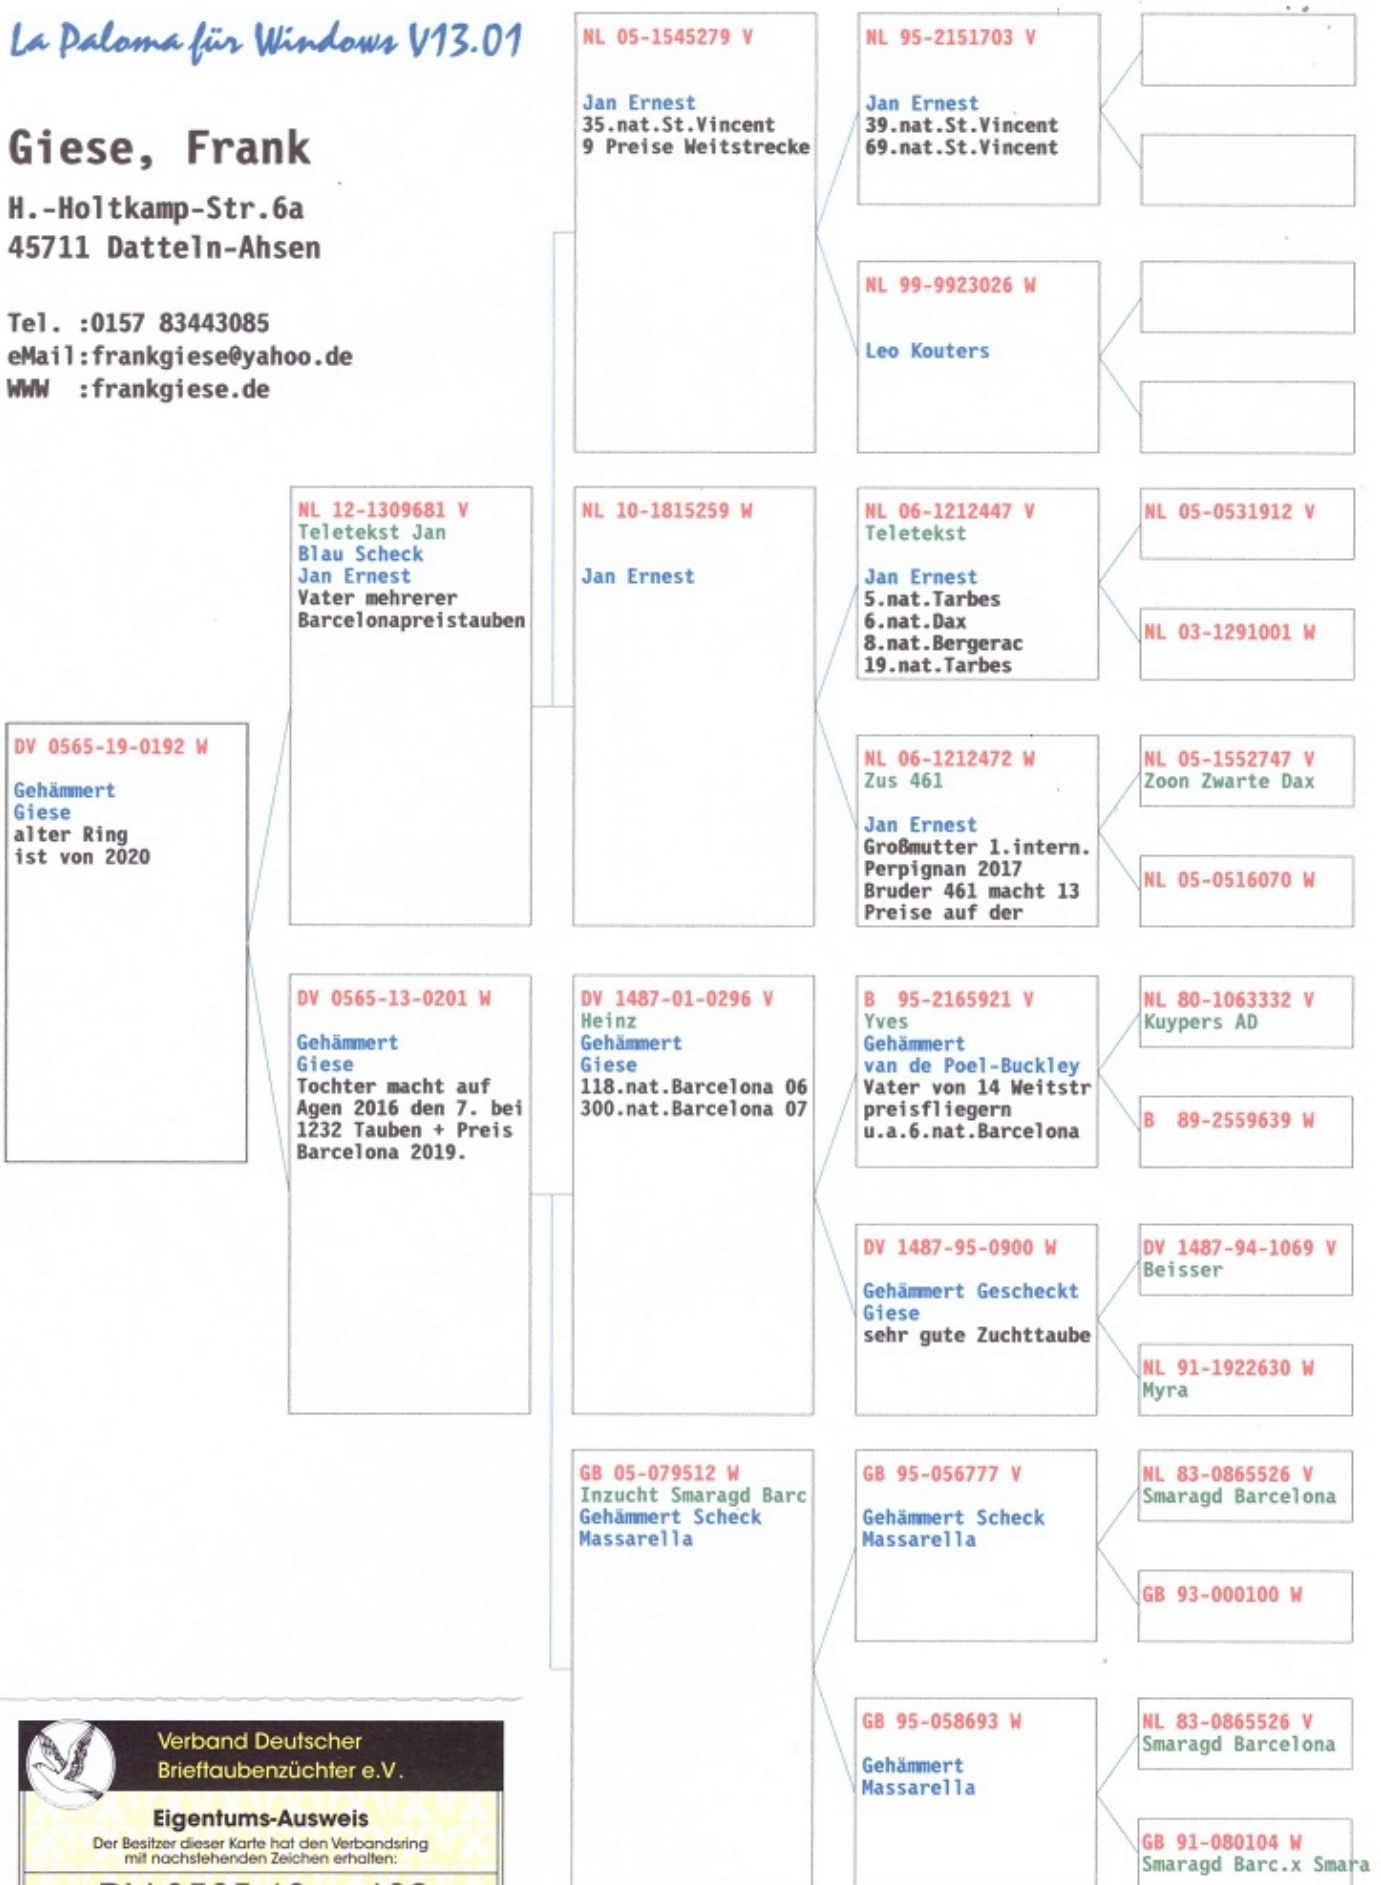 La Paloma für Windows V13.01
Giese, Frank
H.-Holtkamp-Str.6a
45711 Datteln-Ahsen
Tel. :0157 83443085
eMail:frankgiese@yahoo.de
WWW :frankgiese.de
DV 0565-19-0192 W
Gehämmert
Giese
alter Ring
ist von 2020
NL 12-1309681 V
Teletekst Jan
Blau Scheck
Jan Ernest
Vater mehrerer
Barcelonapreistauben
DV 0565-13-0201 W
Gehämmert
Giese
Tochter macht auf
Agen 2016 den 7. bei
1232 Tauben + Preis
Barcelona 2019.
NL 05-1545279 V
Jan Ernest
35.nat.St.Vincent
9 Preise Weitstrecke
NL 10-1815259 W
Jan Ernest
DV 1487-01-0296 V
Heinz
Gehämmert
Giese
118.nat.Barcelona 06
300.nat.Barcelona 07
GB 05-079512 W
Inzucht Smaragd Barc
Gehämmert Scheck
Massarella
NL 95-2151703 V
Jan Ernest
39.nat.St.Vincent
69.nat.St.Vincent
NL 99-9923026 W
Leo Kouters
NL 06-1212447 V
Teletekst
Jan Ernest
5.nat.Tarbes
6.nat.Dax
8.nat.Bergerac
19.nat.Tarbes
NL 06-1212472 W
Zus 461
Jan Ernest
Großmutter 1.intern.
Perpignan 2017
Bruder 461 macht 13
Preise auf der
B 95-2165921 V
Yves
Gehämmert
van de Poel-Buckley
Vater von 14 Weitstr
preisfliegern
u.a.6.nat.Barcelona
DV 1487-95-0900 W
Gehämmert Gescheckt
Giese
sehr gute Zuchttaube
GB 95-056777 V
Gehämmert Scheck
Massarella
GB 95-058693 W
Gehämmert
Massarella
NL 05-0531912 V
NL 03-1291001 W
NL 05-1552747 V
Zoon Zwarte Dax
NL 05-0516070 W
NL 80-1063332 V
Kuypers AD
B 89-2559639 W
DV 1487-94-1069 V
Beisser
NL 91-1922630 W
Myra
NL 83-0865526 V
Smaragd Barcelona
GB 93-000100 W
NL 83-0865526 V
Smaragd Barcelona
GB 91-080104 W
Smaragd Barc.x Smara
Verband Deutscher
Brieftaubenzüchter e.V.
Eigentums-Ausweis
Der Besitzer dieser Karte hat den Verbandsring
mit nachstehenden Zeichen erhalten: